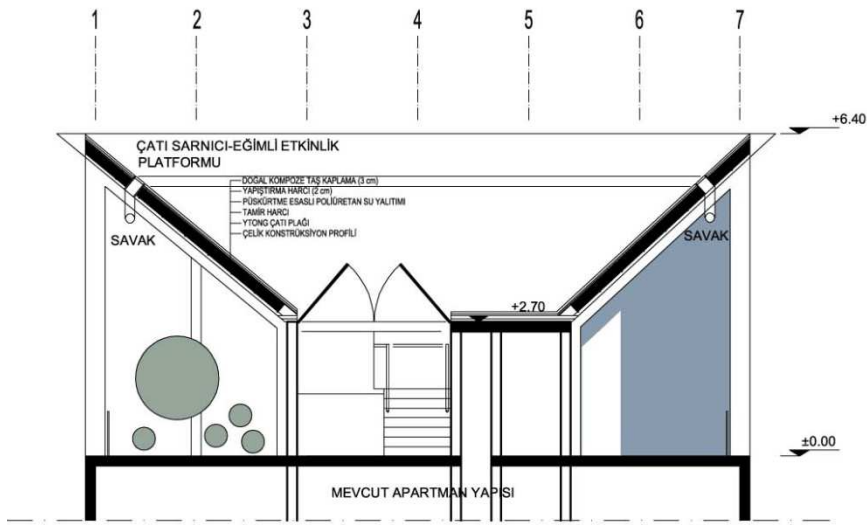 1 2 3 4 5 6 7
+6.40
ÇATI SARNICI-EĞİMLİ ETKİNLİK
PLATFORMU
DOĞAL KOMPOZE TAŞ KAPLAMA (3 cm)
YAPIŞTIRMA HARCI (2 cm)
PÜSKÜRTME ESASLI POLİÜRETAN SU YALITIMI
TAMİR HARCI
YTONG ÇATI PLAĞI
ÇELİK KONSTRÜKSİYON PROFİLİ
SAVAK
SAVAK
+2.70
±0.00
MEVCUT APARTMAN YAPISI